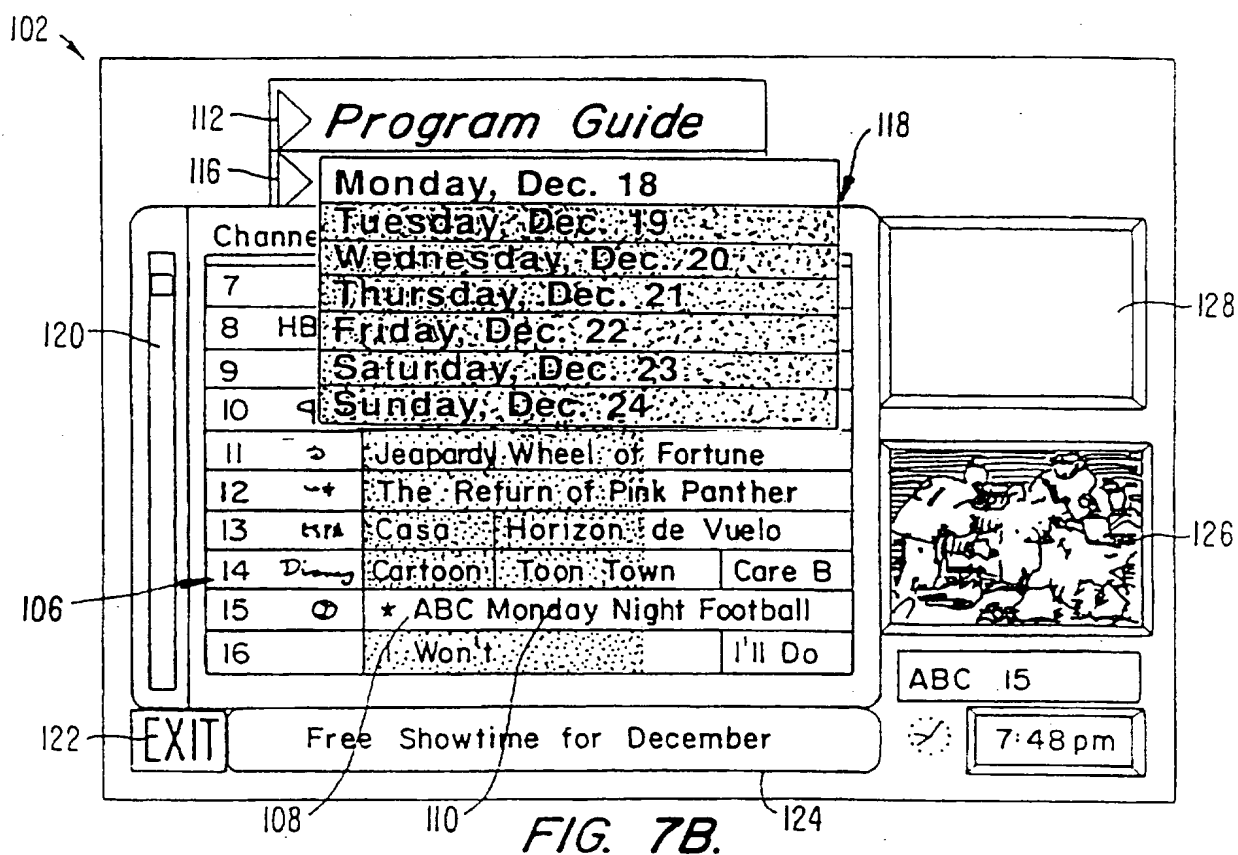 102
112
Program Guide
118
116
Monday, Dec. 18
Tuesday, Dec. 19
Channe
Wednesday, Dec. 20
7
Thursday, Dec. 21
128
8 HB
Friday, Dec. 22
120
9
Saturday, Dec. 23
10
Sunday, Dec. 24
11 Jeapardy Wheel of Fortune
12 The Return of Pink Panther
13 Casa Horizon de Vuelo
126
14 Disney Cartoon Toon Town Care B
106
15 * ABC Monday Night Football
16 I Won't I'll Do
ABC 15
122
EXIT
Free Showtime for December
7:48 pm
108
110
124
FIG. 7B.